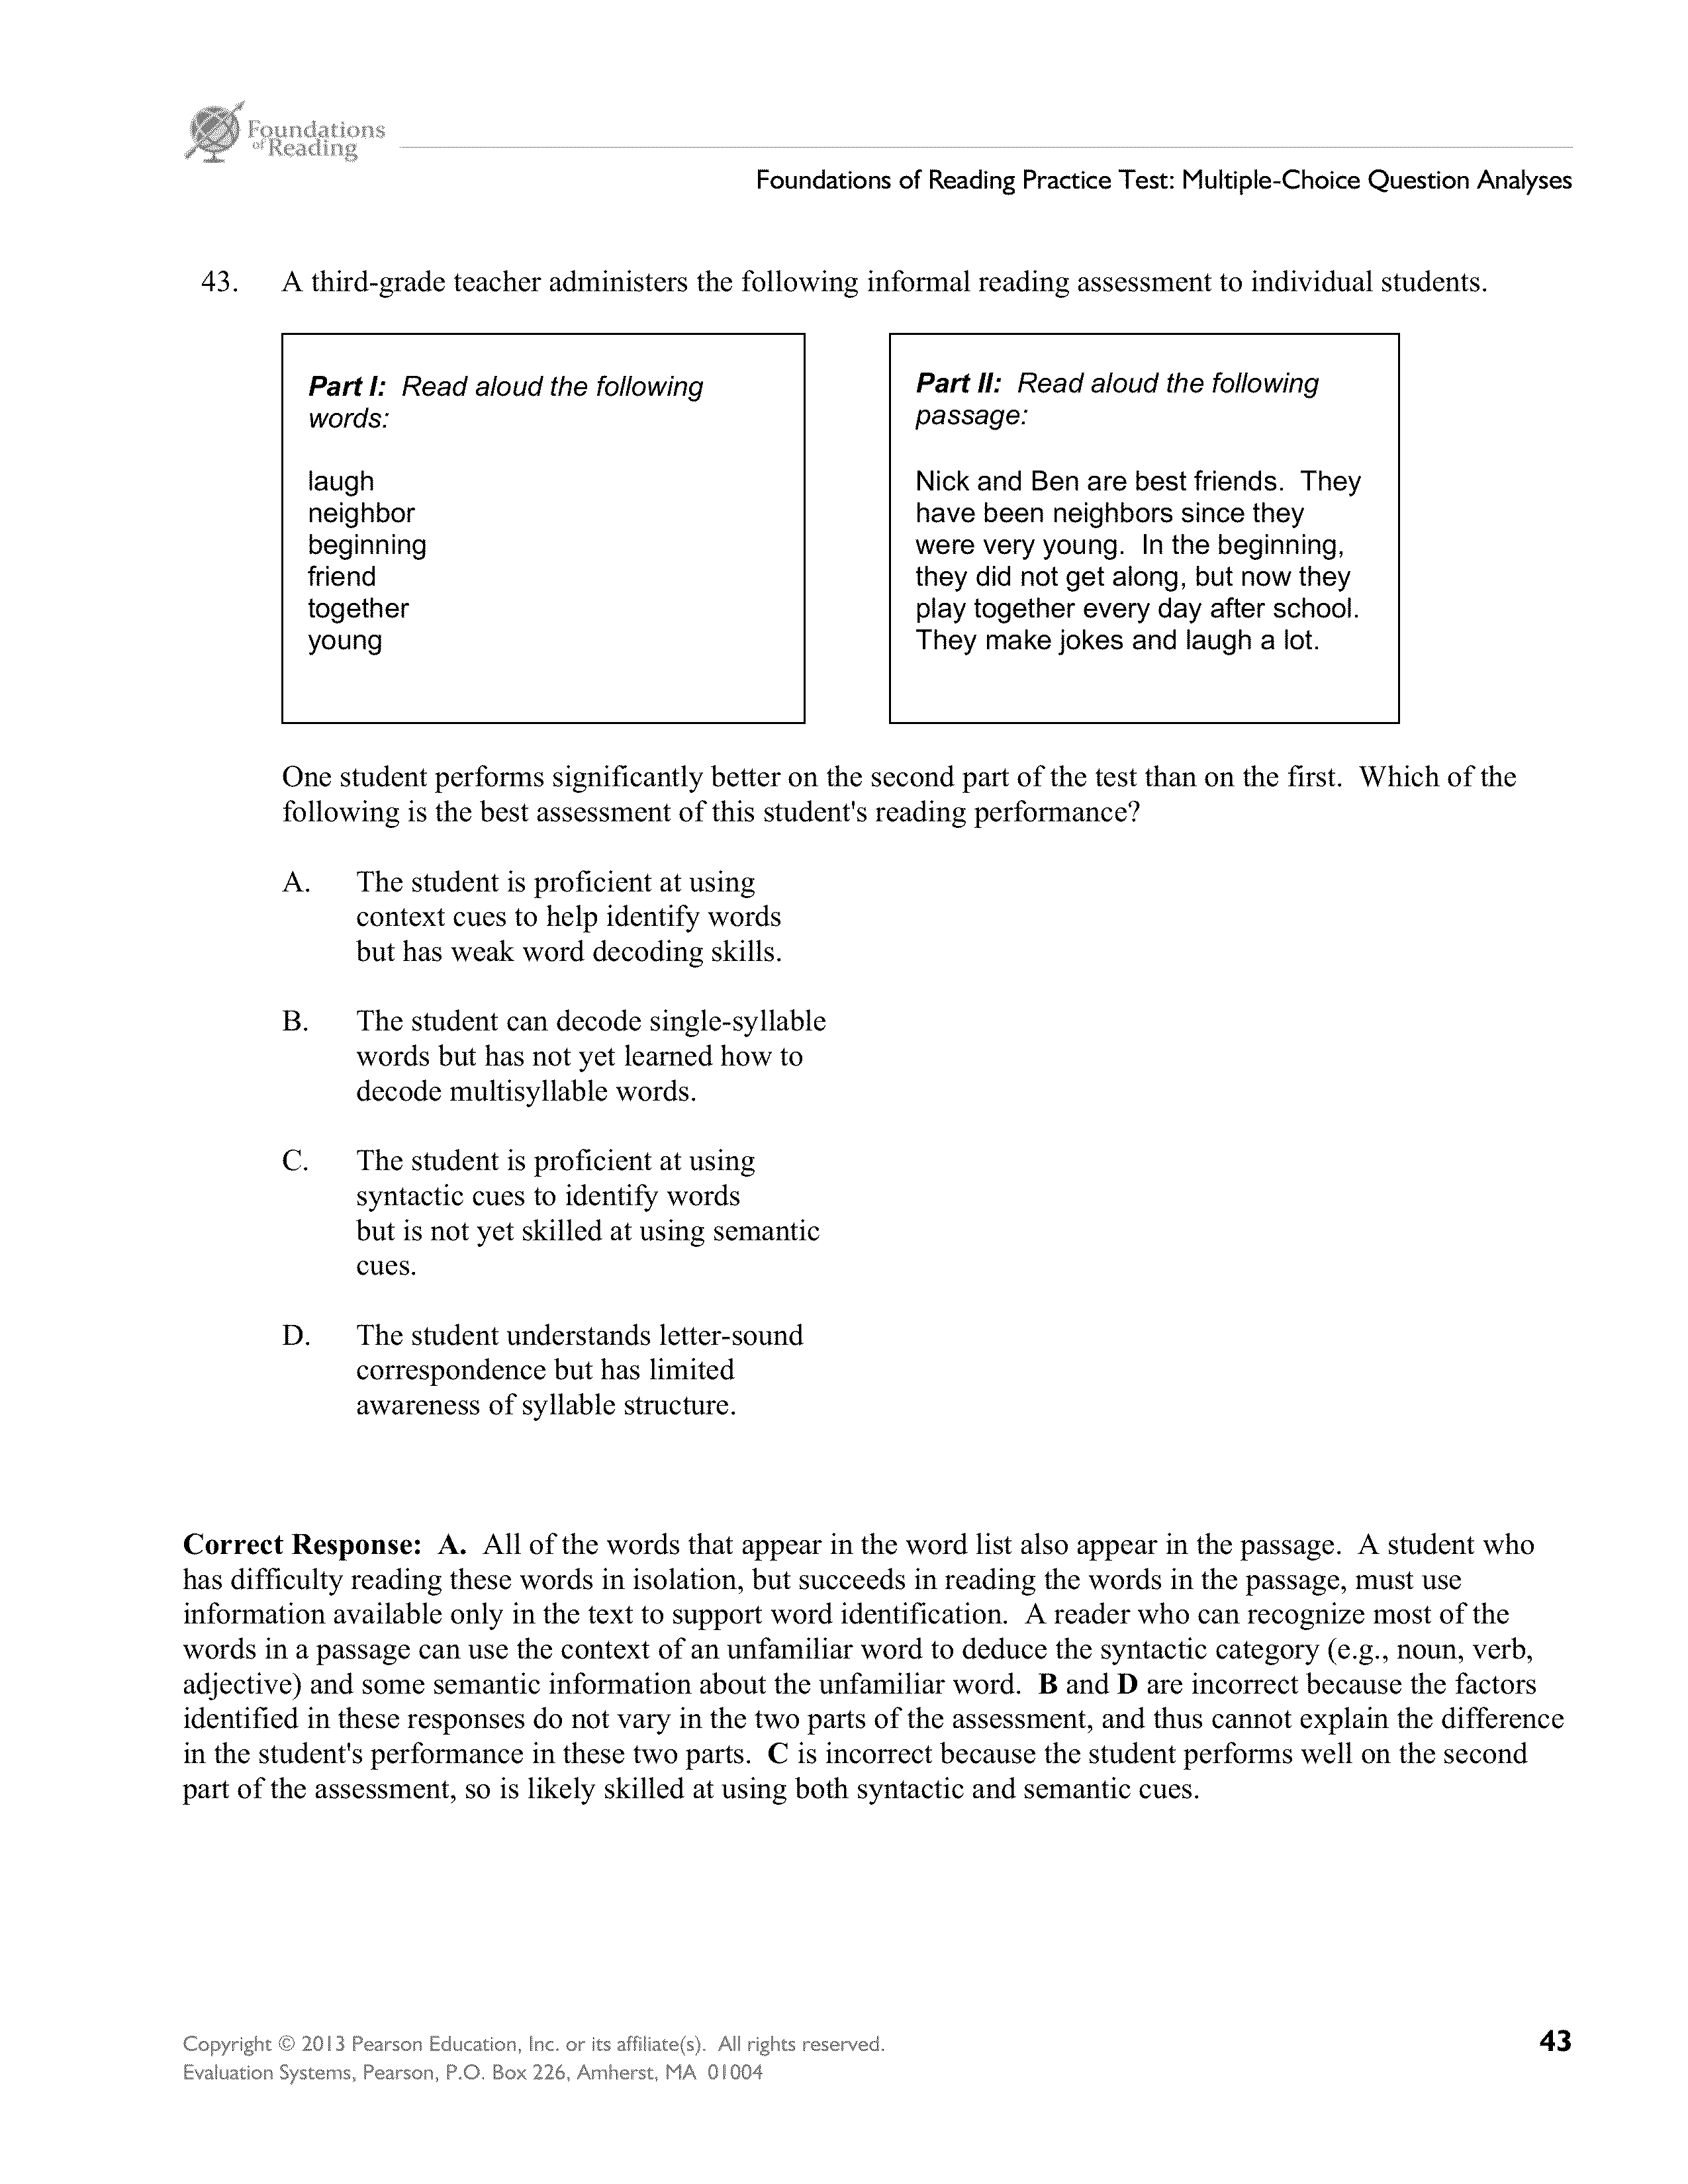 Foundations
of Reading
Foundations of Reading Practice Test: Multiple-Choice Question Analyses
43. A third-grade teacher administers the following informal reading assessment to individual students.
Part I: Read aloud the following
words:
laugh
neighbor
beginning
friend
together
young
Part II: Read aloud the following
passage:
Nick and Ben are best friends. They
have been neighbors since they
were very young. In the beginning,
they did not get along, but now they
play together every day after school.
They make jokes and laugh a lot.
One student performs significantly better on the second part of the test than on the first. Which of the
following is the best assessment of this student's reading performance?
A. The student is proficient at using
context cues to help identify words
but has weak word decoding skills.
B. The student can decode single-syllable
words but has not yet learned how to
decode multisyllable words.
C. The student is proficient at using
syntactic cues to identify words
but is not yet skilled at using semantic
cues.
D. The student understands letter-sound
correspondence but has limited
awareness of syllable structure.
Correct Response: A. All of the words that appear in the word list also appear in the passage. A student who
has difficulty reading these words in isolation, but succeeds in reading the words in the passage, must use
information available only in the text to support word identification. A reader who can recognize most of the
words in a passage can use the context of an unfamiliar word to deduce the syntactic category (e.g., noun, verb,
adjective) and some semantic information about the unfamiliar word. B and D are incorrect because the factors
identified in these responses do not vary in the two parts of the assessment, and thus cannot explain the difference
in the student's performance in these two parts. C is incorrect because the student performs well on the second
part of the assessment, so is likely skilled at using both syntactic and semantic cues.
Copyright © 2013 Pearson Education, Inc. or its affiliate(s). All rights reserved.
Evaluation Systems, Pearson, P.O. Box 226, Amherst, MA 01004
43